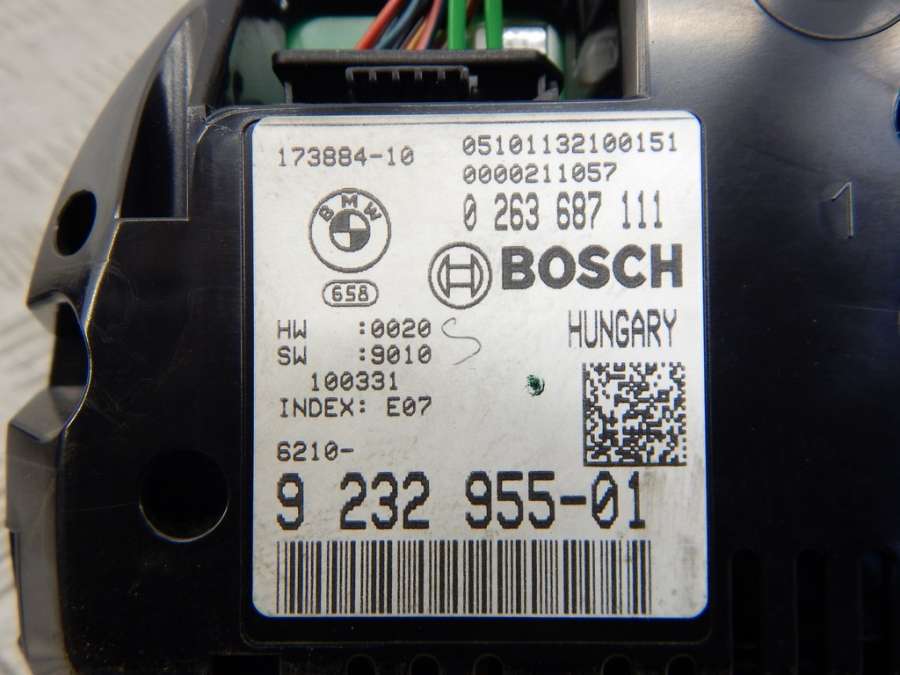 173884-10
05101132100151
0000211057
0 263 687 111
BMW
BOSCH
658
HUNGARY
HW :0020
SW :9010
100331
INDEX: E07
6210-
9 232 955-01
S
1